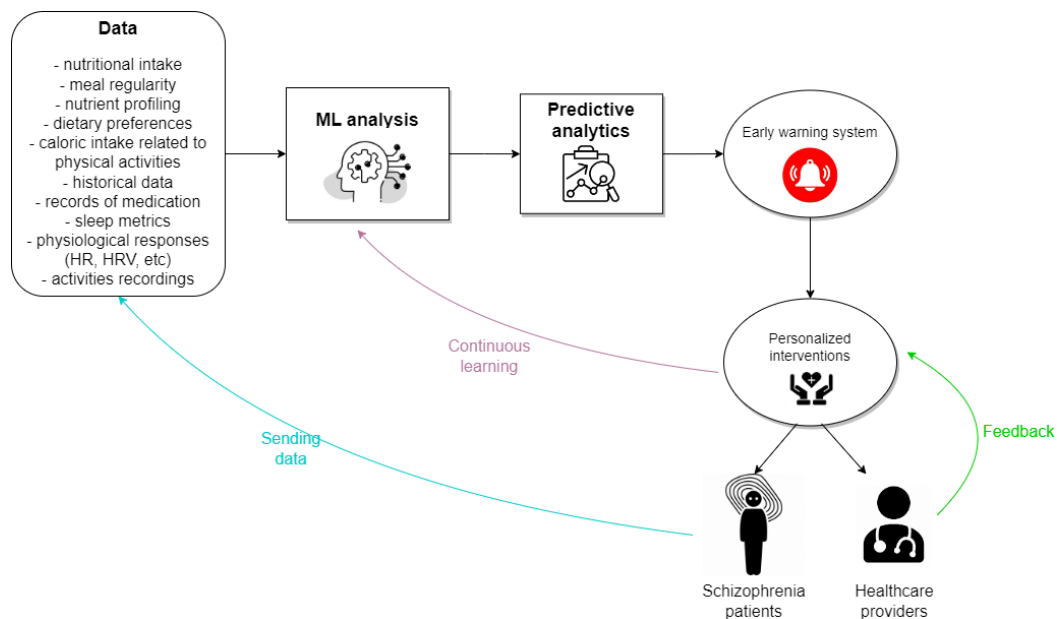 Data
- nutritional intake
- meal regularity
- nutrient profiling
- dietary preferences
- caloric intake related to
physical activities
- historical data
- records of medication
- sleep metrics
- physiological responses
(HR, HRV, etc)
- activities recordings
ML analysis
Predictive
analytics
Early warning system
Personalized
interventions
Continuous
learning
Sending
data
Feedback
Schizophrenia
patients
Healthcare
providers